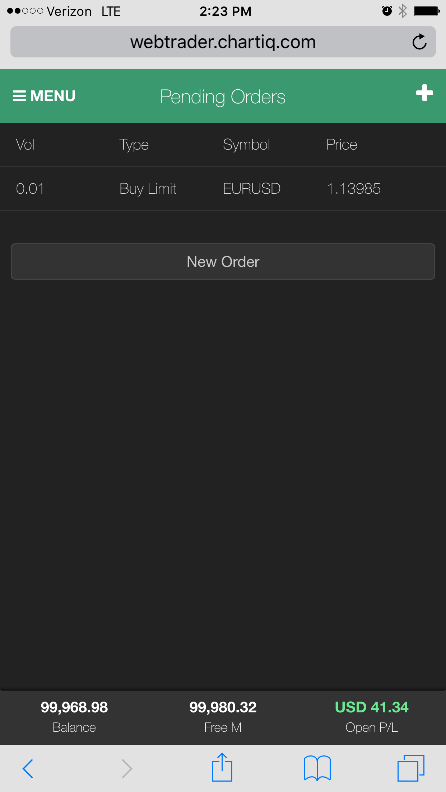 Verizon LTE 2:23 PM
webtrader.chartiq.com
MENU Pending Orders
Vol Type Symbol Price
0.01 Buy Limit EURUSD 1.13985
New Order
99,968.98 99,980.32 USD 41.34
Balance Free M Open P/L